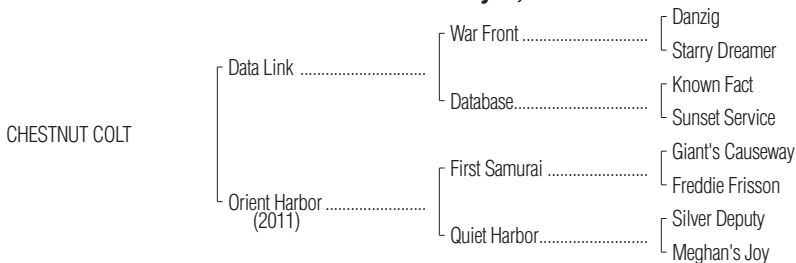 Danzig
War Front ..............................
Starry Dreamer
Data Link ..............................
Known Fact
Database................................
Sunset Service
CHESTNUT COLT
Giant's Causeway
First Samurai ........................
Freddie Frisson
Orient Harbor ........................
(2011)
Silver Deputy
Quiet Harbor..........................
Meghan's Joy